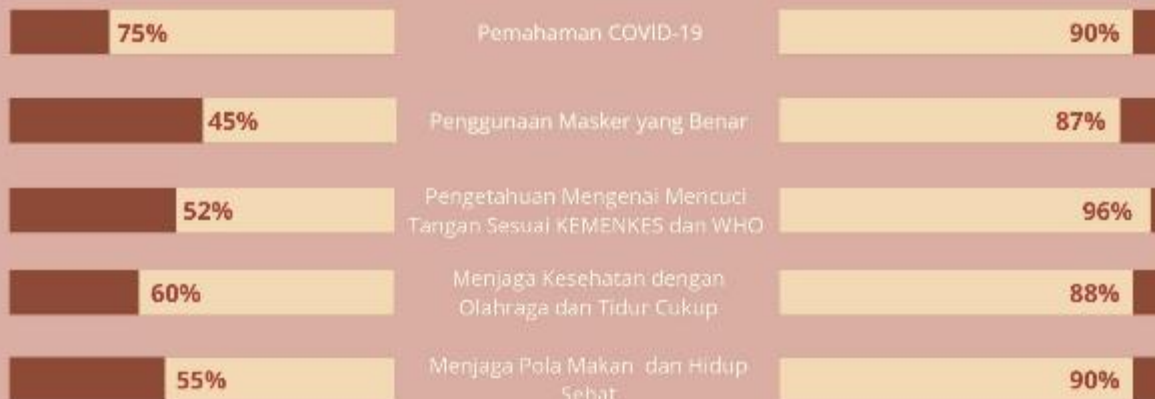 75% Pemahaman COVID-19 90%
45% Penggunaan Masker yang Benar 87%
Pengetahuan Mengenai Mencuci
52% Tangan Sesuai KEMENKES dan WHO 96%
Menjaga Kesehatan dengan
60% Olahraga dan Tidur Cukup 88%
Menjaga Pola Makan dan Hidup
55% Sehat 90%